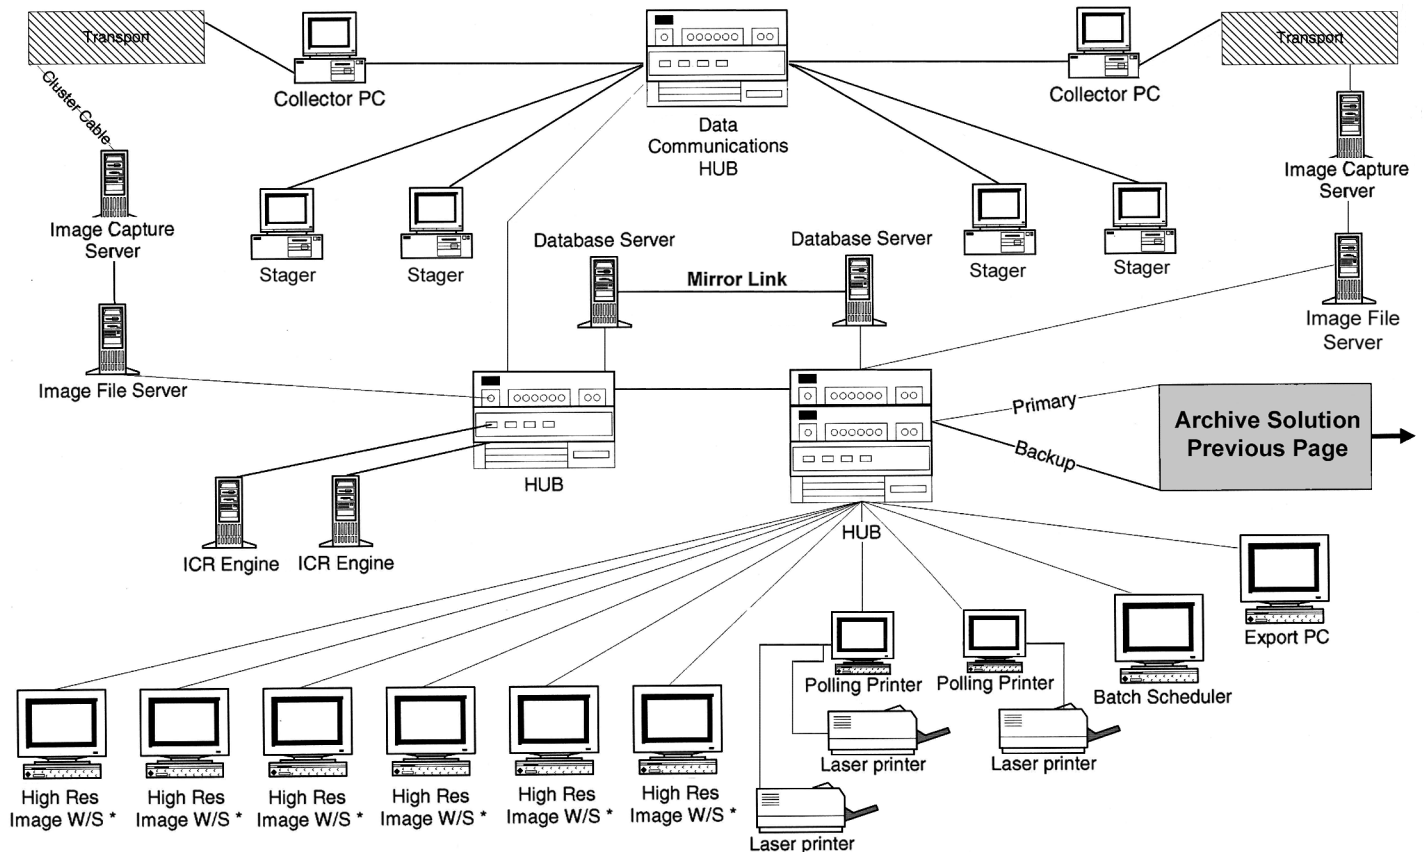 Transport
Transport
Collector PC
Collector PC
Cluster Cable
Data
Communications
HUB
Image Capture
Server
Image Capture
Server
Stager
Stager
Stager
Stager
Database Server
Database Server
Mirror Link
Image File
Server
Image File Server
Primary
Backup
Archive Solution
Previous Page
HUB
HUB
ICR Engine
ICR Engine
Export PC
Polling Printer
Polling Printer
Batch Scheduler
Laser printer
Laser printer
High Res
Image W/S *
High Res
Image W/S *
High Res
Image W/S *
High Res
Image W/S *
High Res
Image W/S *
High Res
Image W/S *
Laser printer